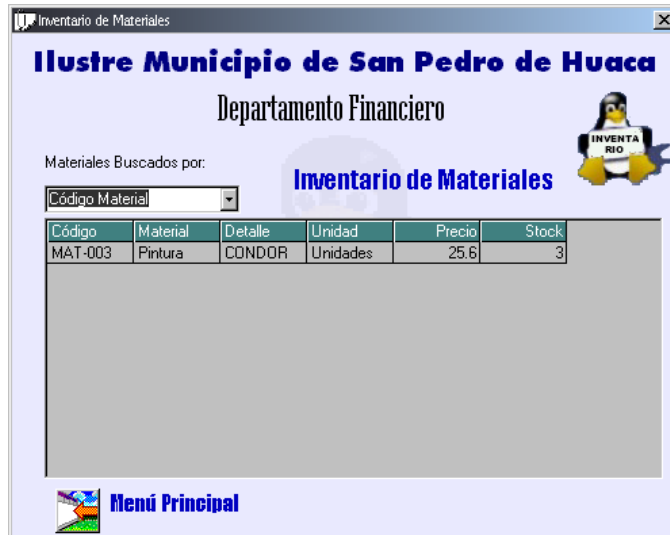 Inventario de Materiales
Ilustre Municipio de San Pedro de Huaca
Departamento Financiero
INVENTA
RIO
Materiales Buscados por:
Inventario de Materiales
Código Material
Código Material Detalle Unidad Precio Stock
MAT-003 Pintura CONDOR Unidades 25.6 3
Menú Principal